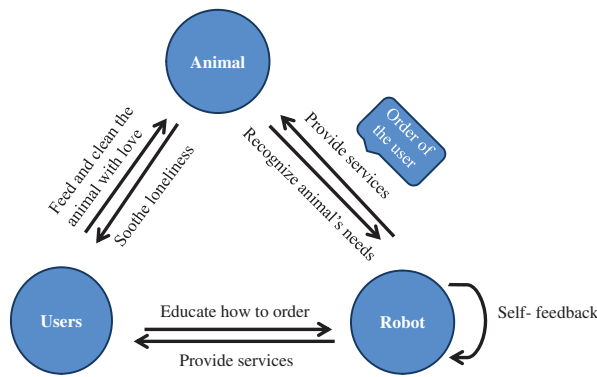 Animal
Feed and clean the
animal with love
Soothe loneliness
Provide services
Recognize animal's needs
Order of
the user
Users
Educate how to order
Provide services
Robot
Self- feedback